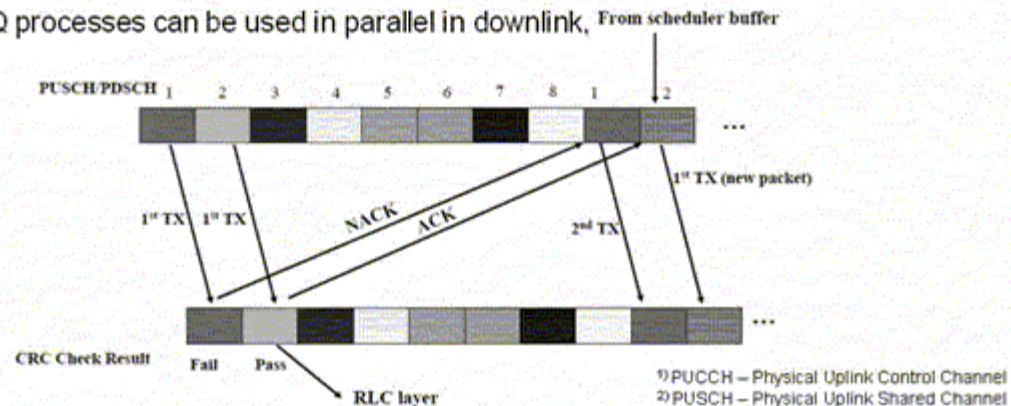 Q processes can be used in parallel in downlink, From scheduler buffer
PUSCH/PDSCH 1 2 3 4 5 6 7 8 1 2
...
1st TX (new packet)
1st TX 1st TX NACK ACK 2nd TX
...
CRC Check Result Fail Pass
RLC layer
1) PUCCH – Physical Uplink Control Channel
2) PUSCH – Physical Uplink Shared Channel